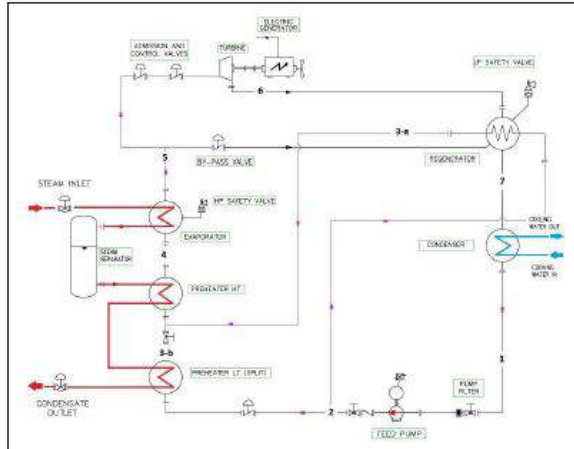 ELECTRIC
GENERATOR
TURBINE
ADMISSION AND
CONTROL VALVES
LP SAFETY VALVE
6
3-a
5
BY-PASS VALVE
REGENERATOR
STEAM INLET
HP SAFETY VALVE
7
EVAPORATOR
COOLING
WATER OUT
STEAM
SEPARATOR
4
CONDENSER
COOLING
WATER IN
PREHEATER HT
3-b
1
PREHEATER LT (SPLIT)
PUMP
FILTER
CONDENSATE
OUTLET
2
FEED PUMP